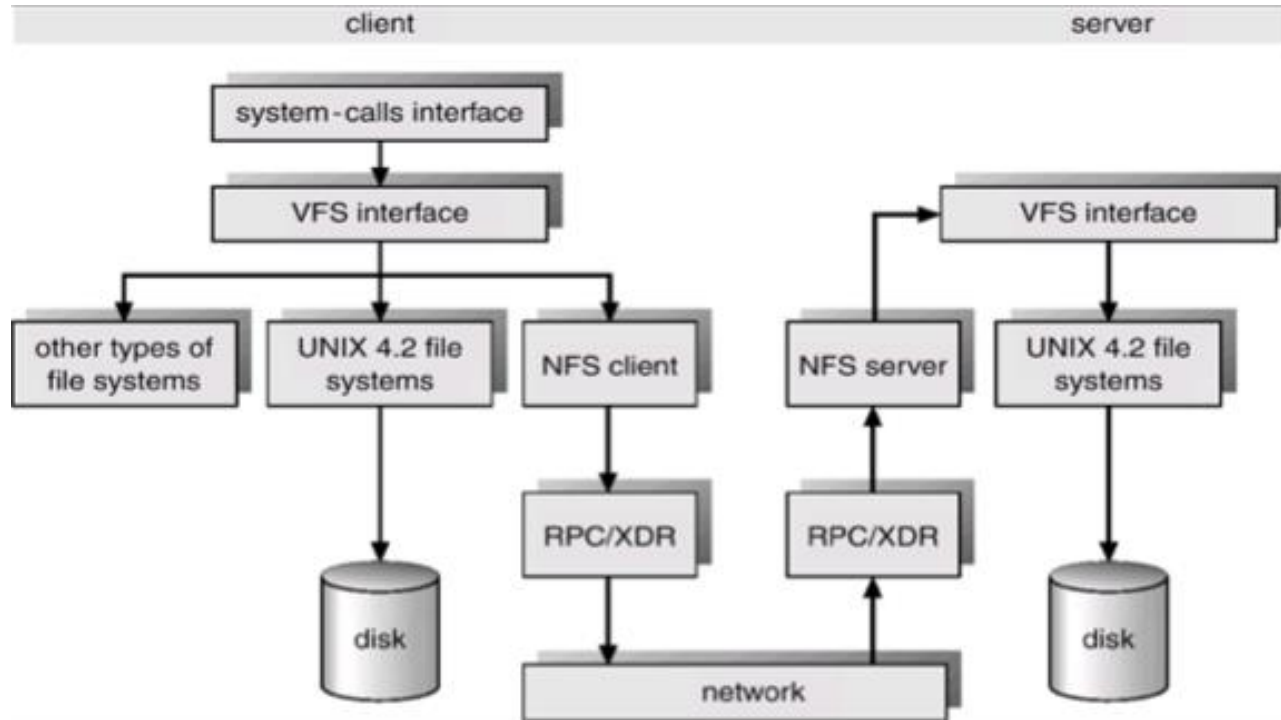 client
server
system-calls interface
VFS interface
VFS interface
other types of
file systems
UNIX 4.2 file
systems
NFS client
NFS server
UNIX 4.2 file
systems
RPC/XDR
RPC/XDR
disk
disk
network